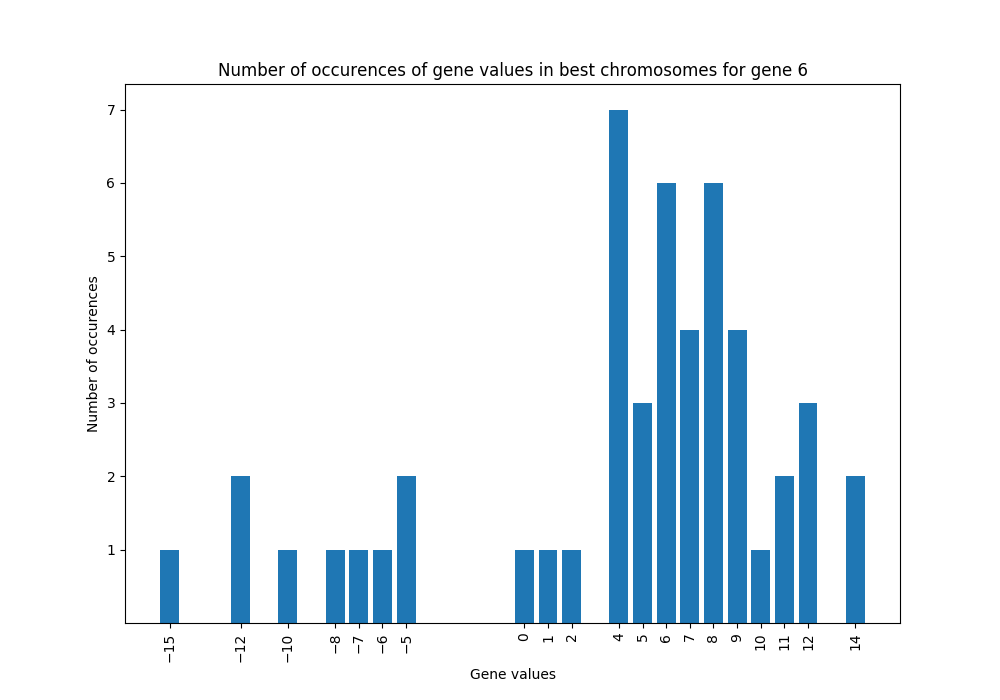 Number of occurences of gene values in best chromosomes for gene 6
7
6
5
4
3
2
1
Number of occurences
−15 −12 −10 −8 −7 −6 −5 0 1 2 4 5 6 7 8 9 10 11 12 14
Gene values